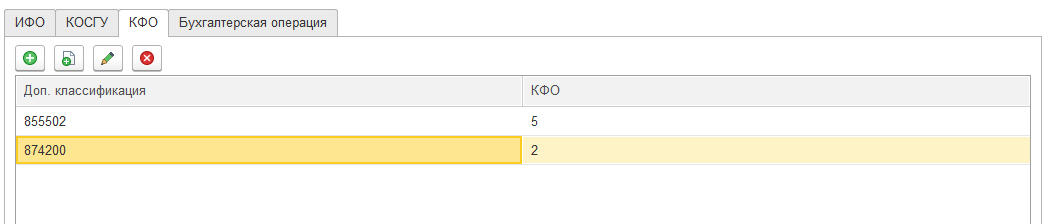 ИФО КОСГУ КФО Бухгалтерская операция
Доп. классификация КФО
855502 5
874200 2